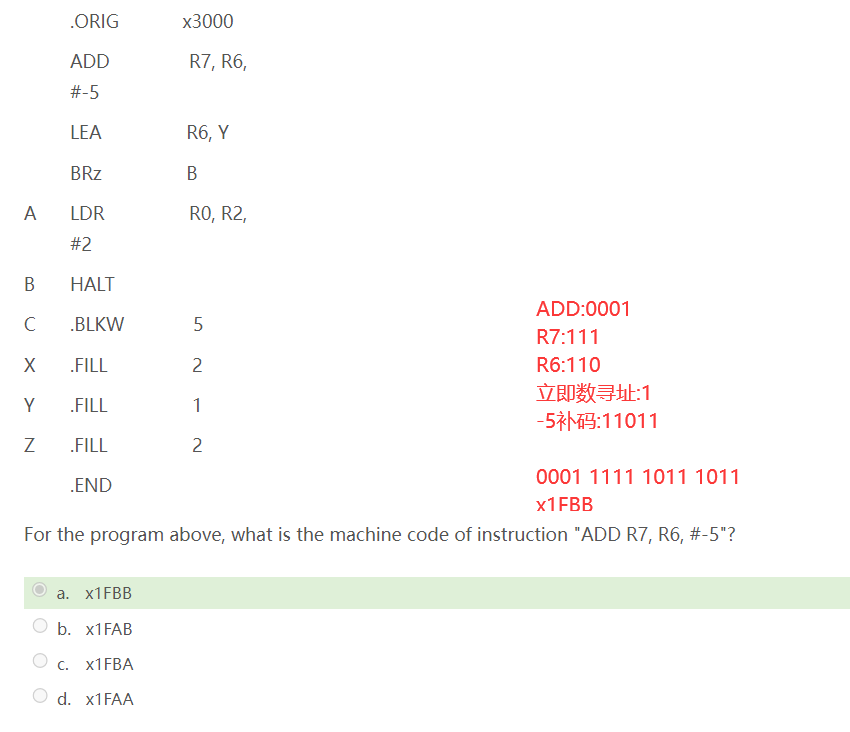 .ORIG x3000
ADD R7, R6,
#-5
LEA R6, Y
BRz B
A LDR R0, R2,
#2
B HALT
C .BLKW 5
X .FILL 2
Y .FILL 1
Z .FILL 2
.END
ADD:0001
R7:111
R6:110
立即数寻址:1
-5补码:11011
0001 1111 1011 1011
x1FBB
For the program above, what is the machine code of instruction "ADD R7, R6, #-5"?
a. x1FBB
b. x1FAB
c. x1FBA
d. x1FAA